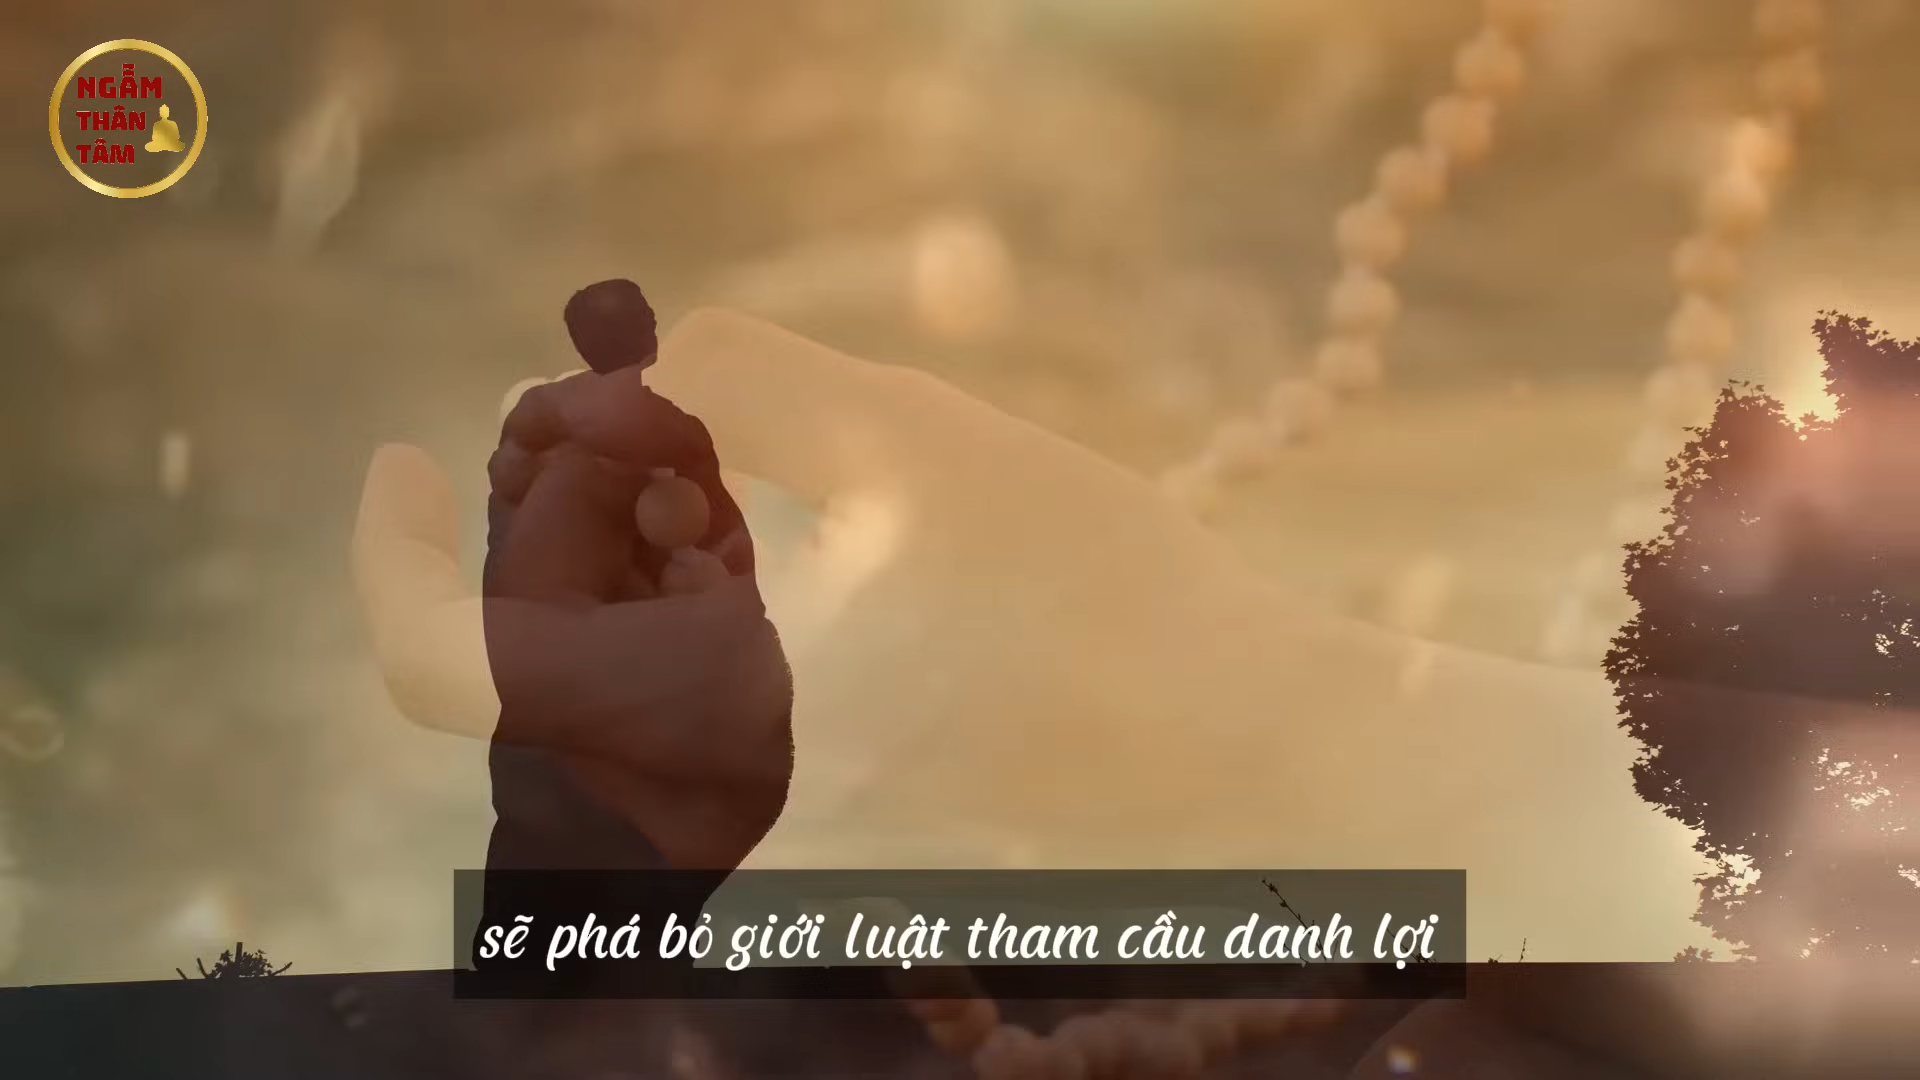 NGẪM
THÂN
TÂM
sẽ phá bỏ giới luật tham cầu danh lợi